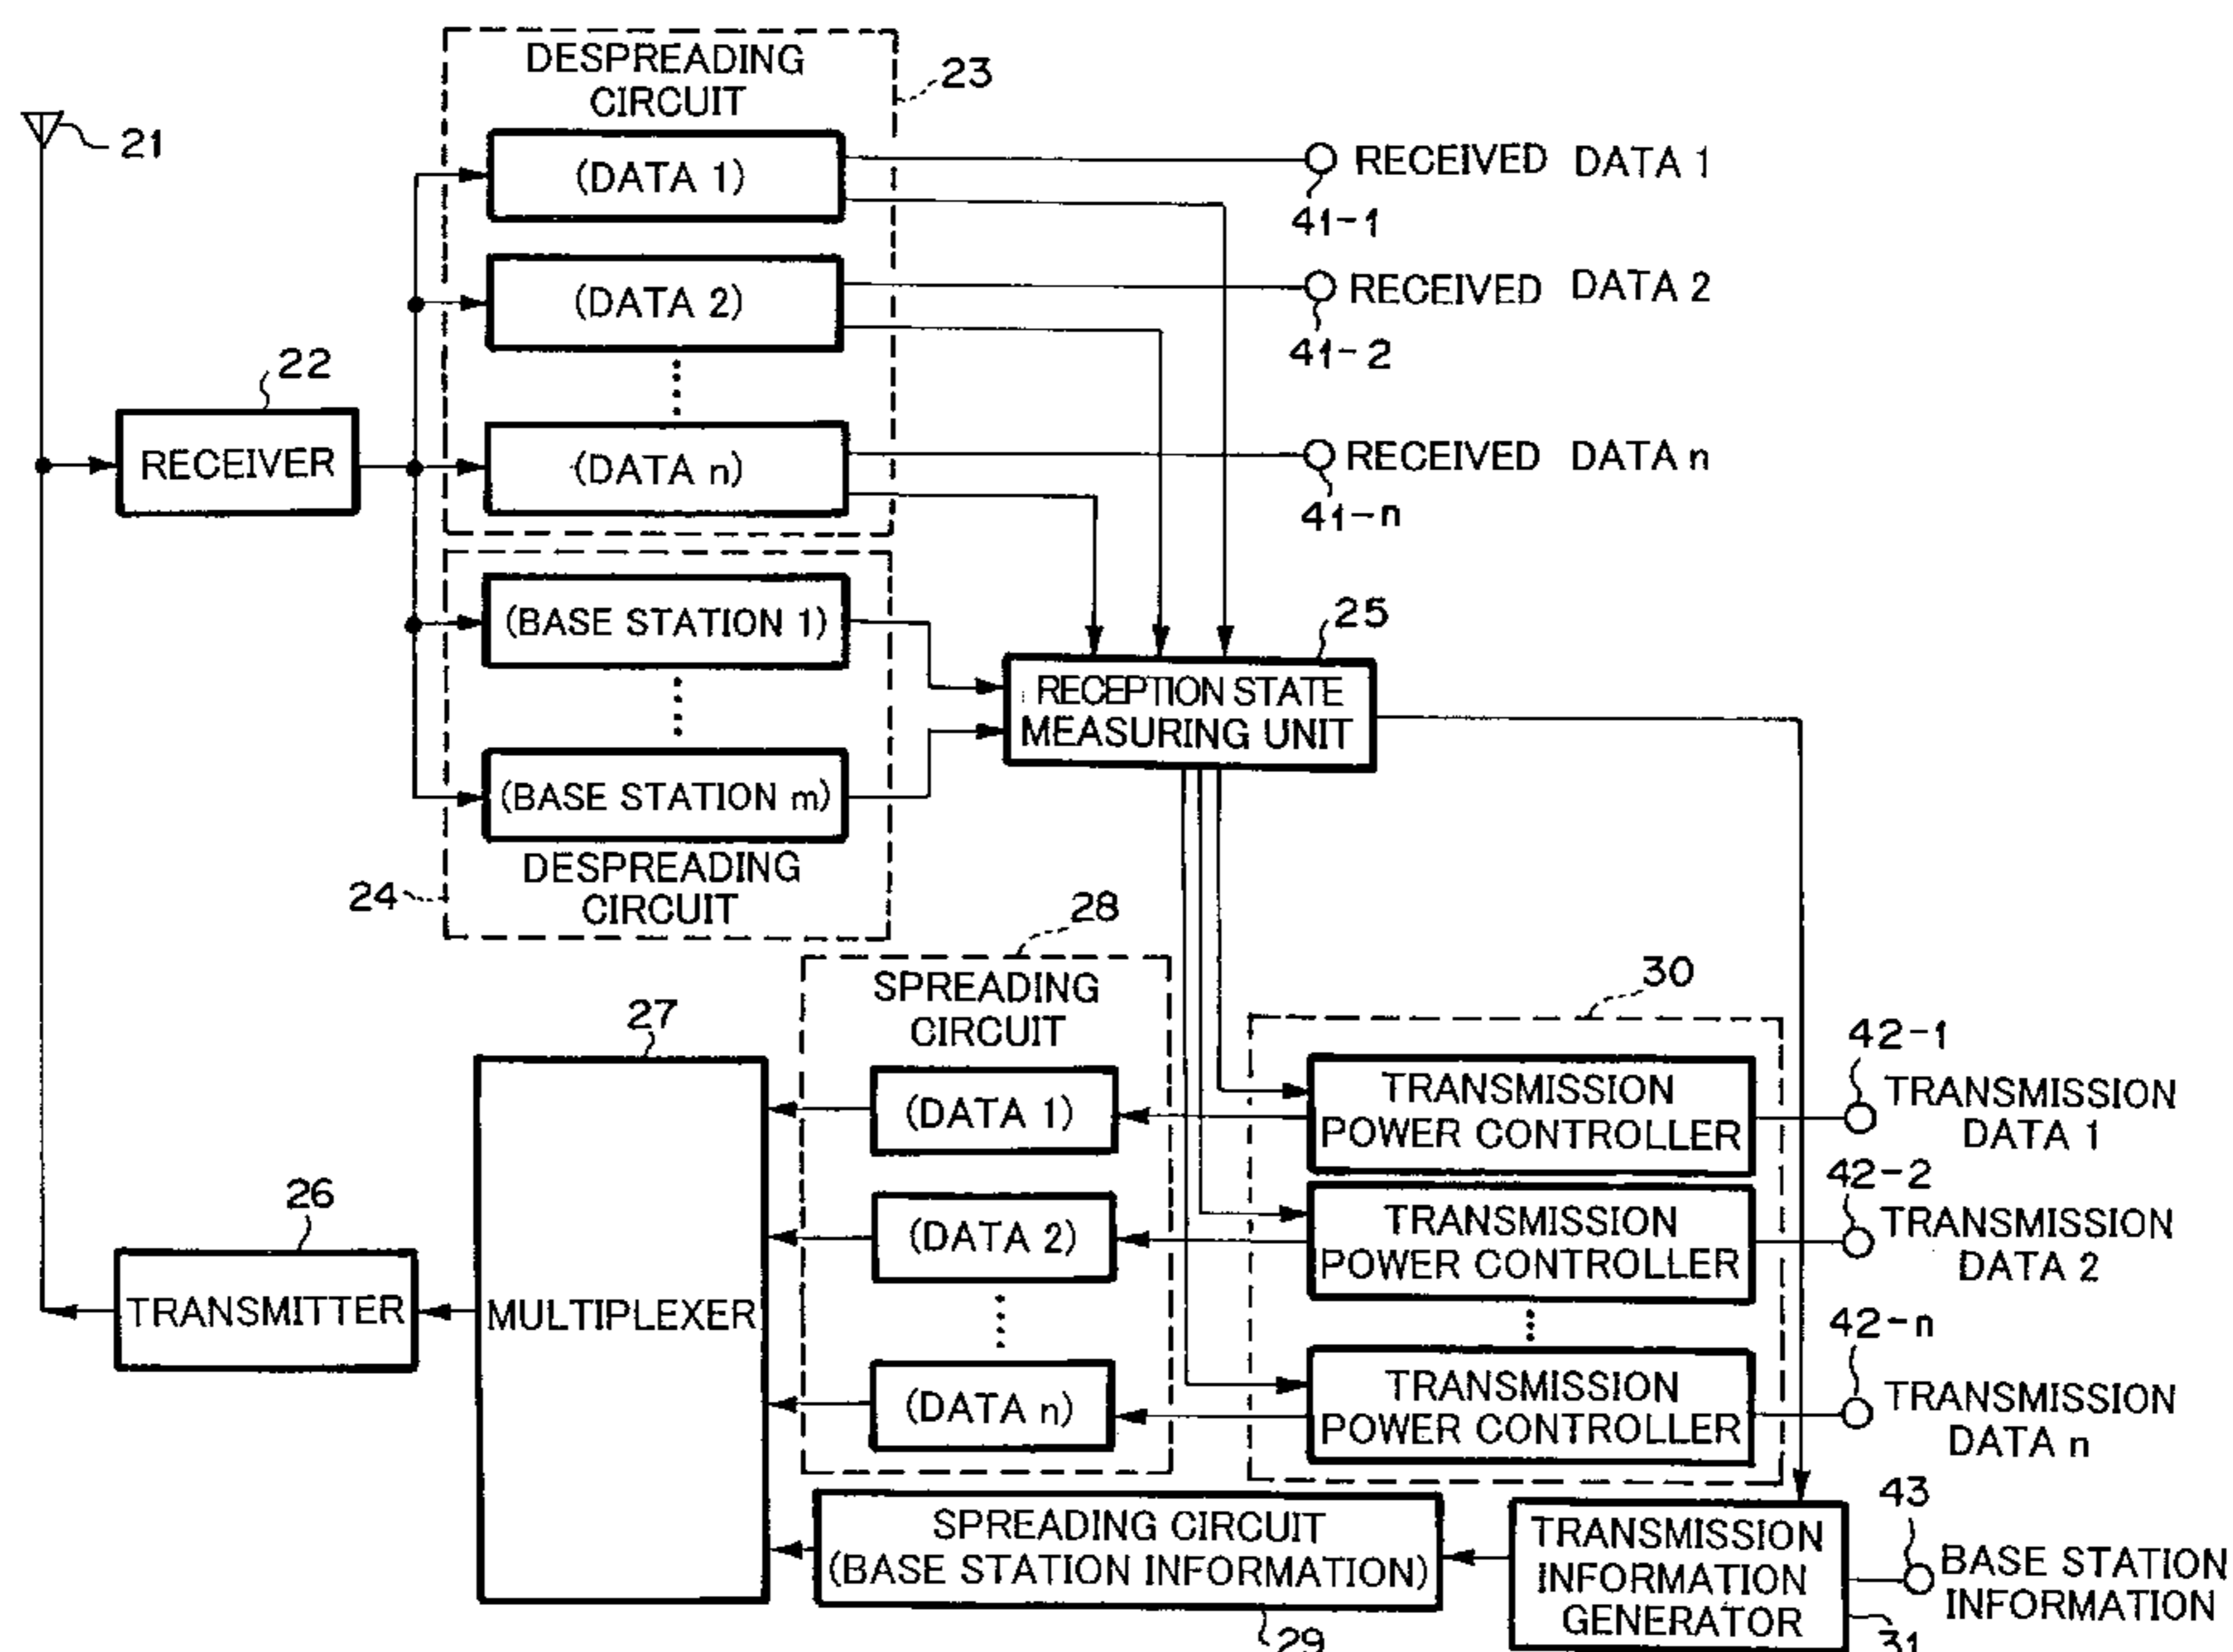 DESPREADING
CIRCUIT
23
21
(DATA 1)
RECEIVED DATA 1
41-1
(DATA 2)
RECEIVED DATA 2
41-2
22
RECEIVER
(DATA n)
RECEIVED DATA n
41-n
(BASE STATION 1)
25
RECEPTION STATE
MEASURING UNIT
(BASE STATION m)
DESPREADING
CIRCUIT
24
28
SPREADING
CIRCUIT
30
27
42-1
(DATA 1)
TRANSMISSION
POWER CONTROLLER
TRANSMISSION
DATA 1
42-2
26
(DATA 2)
TRANSMISSION
POWER CONTROLLER
TRANSMISSION
DATA 2
TRANSMITTER
MULTIPLEXER
42-n
(DATA n)
TRANSMISSION
POWER CONTROLLER
TRANSMISSION
DATA n
43
SPREADING CIRCUIT
(BASE STATION INFORMATION)
TRANSMISSION
INFORMATION
GENERATOR
BASE STATION
INFORMATION
29
31